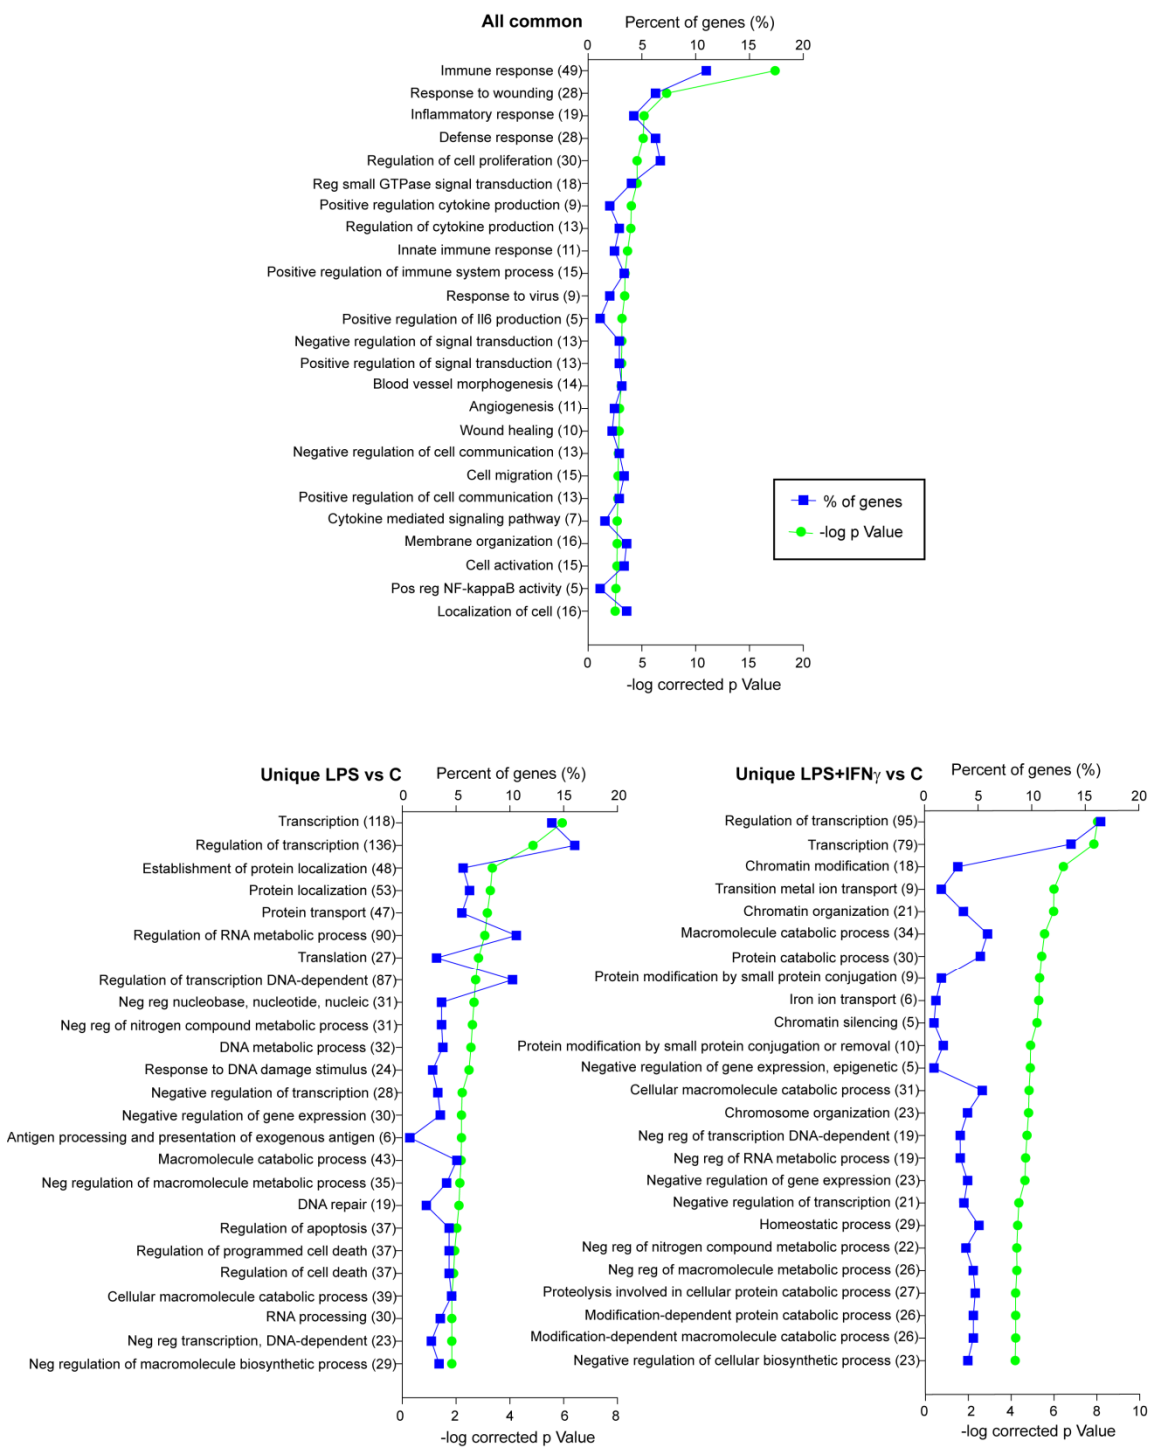 All common
Percent of genes (%)
0 5 10 15 20
Immune response (49)
Response to wounding (28)
Inflammatory response (19)
Defense response (28)
Regulation of cell proliferation (30)
Reg small GTPase signal transduction (18)
Positive regulation cytokine production (9)
Regulation of cytokine production (13)
Innate immune response (11)
Positive regulation of immune system process (15)
Response to virus (9)
Positive regulation of Il6 production (5)
Negative regulation of signal transduction (13)
Positive regulation of signal transduction (13)
Blood vessel morphogenesis (14)
Angiogenesis (11)
Wound healing (10)
Negative regulation of cell communication (13)
Cell migration (15)
Positive regulation of cell communication (13)
Cytokine mediated signaling pathway (7)
Membrane organization (16)
Cell activation (15)
Pos reg NF-kappaB activity (5)
Localization of cell (16)
0 5 10 15 20
-log corrected p Value
% of genes
-log p Value
Unique LPS vs C
Percent of genes (%)
0 5 10 15 20
Transcription (118)
Regulation of transcription (136)
Establishment of protein localization (48)
Protein localization (53)
Protein transport (47)
Regulation of RNA metabolic process (90)
Translation (27)
Regulation of transcription DNA-dependent (87)
Neg reg nucleobase, nucleotide, nucleic (31)
Neg reg of nitrogen compound metabolic process (31)
DNA metabolic process (32)
Response to DNA damage stimulus (24)
Negative regulation of transcription (28)
Negative regulation of gene expression (30)
Antigen processing and presentation of exogenous antigen (6)
Macromolecule catabolic process (43)
Neg regulation of macromolecule metabolic process (35)
DNA repair (19)
Regulation of apoptosis (37)
Regulation of programmed cell death (37)
Regulation of cell death (37)
Cellular macromolecule catabolic process (39)
RNA processing (30)
Neg reg transcription, DNA-dependent (23)
Neg regulation of macromolecule biosynthetic process (29)
0 2 4 6 8
-log corrected p Value
Unique LPS+IFNγ vs C
Percent of genes (%)
0 5 10 15 20
Regulation of transcription (95)
Transcription (79)
Chromatin modification (18)
Transition metal ion transport (9)
Chromatin organization (21)
Macromolecule catabolic process (34)
Protein catabolic process (30)
Protein modification by small protein conjugation (9)
Iron ion transport (6)
Chromatin silencing (5)
Protein modification by small protein conjugation or removal (10)
Negative regulation of gene expression, epigenetic (5)
Cellular macromolecule catabolic process (31)
Chromosome organization (23)
Neg reg of transcription DNA-dependent (19)
Neg reg of RNA metabolic process (19)
Negative regulation of gene expression (23)
Negative regulation of transcription (21)
Homeostatic process (29)
Neg reg of nitrogen compound metabolic process (22)
Neg reg of macromolecule metabolic process (26)
Proteolysis involved in cellular protein catabolic process (27)
Modification-dependent protein catabolic process (26)
Modification-dependent macromolecule catabolic process (26)
Negative regulation of cellular biosynthetic process (23)
0 2 4 6 8 10
-log corrected p Value